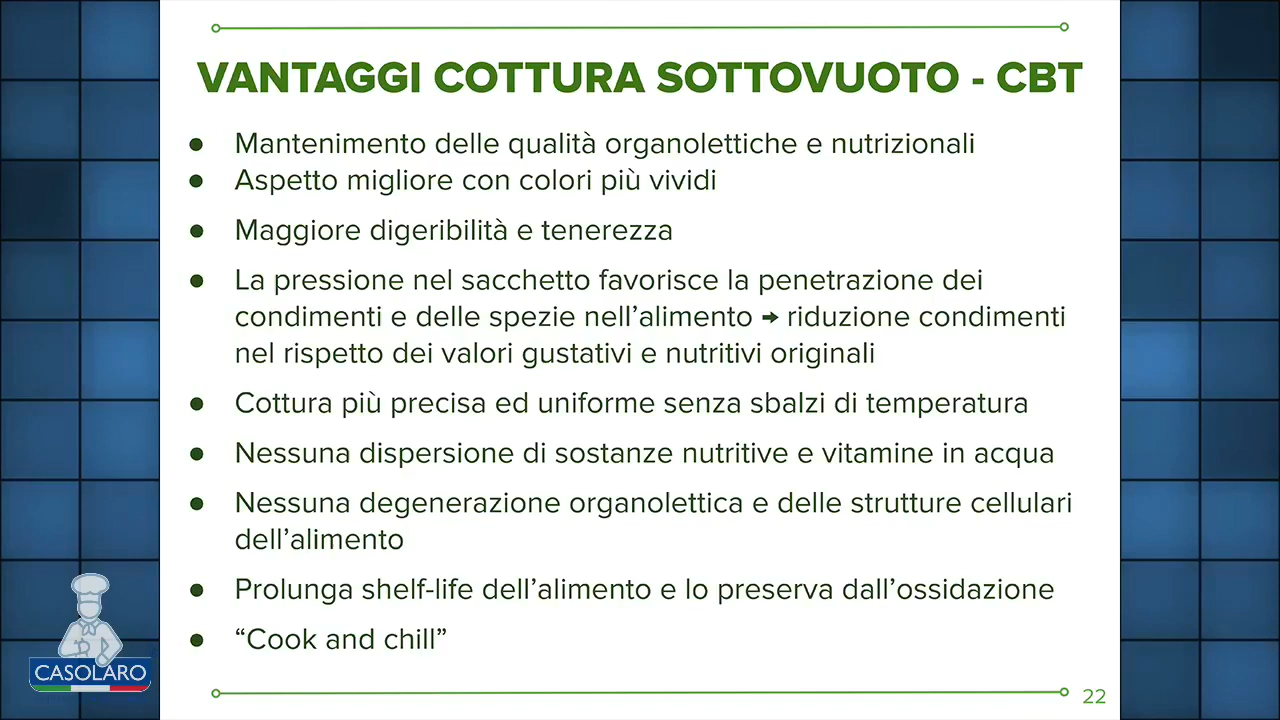 VANTAGGI COTTURA SOTTOVUOTO - CBT
● Mantenimento delle qualità organolettiche e nutrizionali
● Aspetto migliore con colori più vividi
● Maggiore digeribilità e tenerezza
● La pressione nel sacchetto favorisce la penetrazione dei
condimenti e delle spezie nell’alimento → riduzione condimenti
nel rispetto dei valori gustativi e nutritivi originali
● Cottura più precisa ed uniforme senza sbalzi di temperatura
● Nessuna dispersione di sostanze nutritive e vitamine in acqua
● Nessuna degenerazione organolettica e delle strutture cellulari
dell’alimento
● Prolunga shelf-life dell’alimento e lo preserva dall’ossidazione
● “Cook and chill”
CASOLARO
22